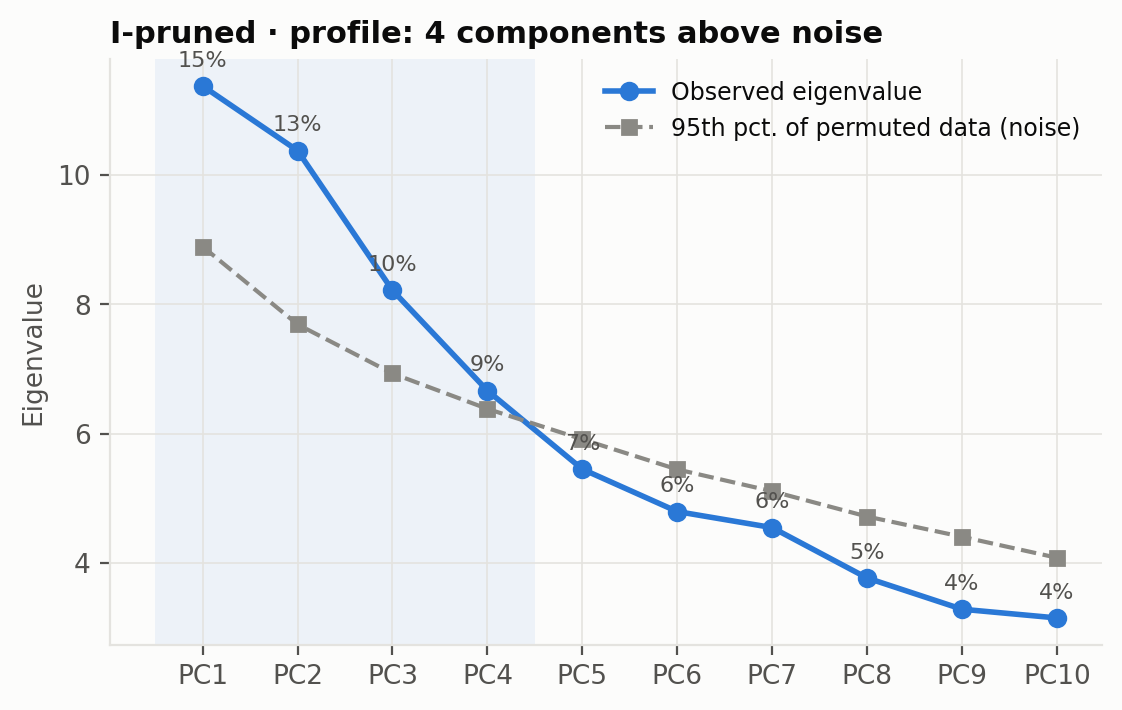 I-pruned · profile: 4 components above noise
15%
13%
10%
9%
7%
6%
6%
5%
4%
4%
Observed eigenvalue
95th pct. of permuted data (noise)
Eigenvalue
10
8
6
4
PC1 PC2 PC3 PC4 PC5 PC6 PC7 PC8 PC9 PC10